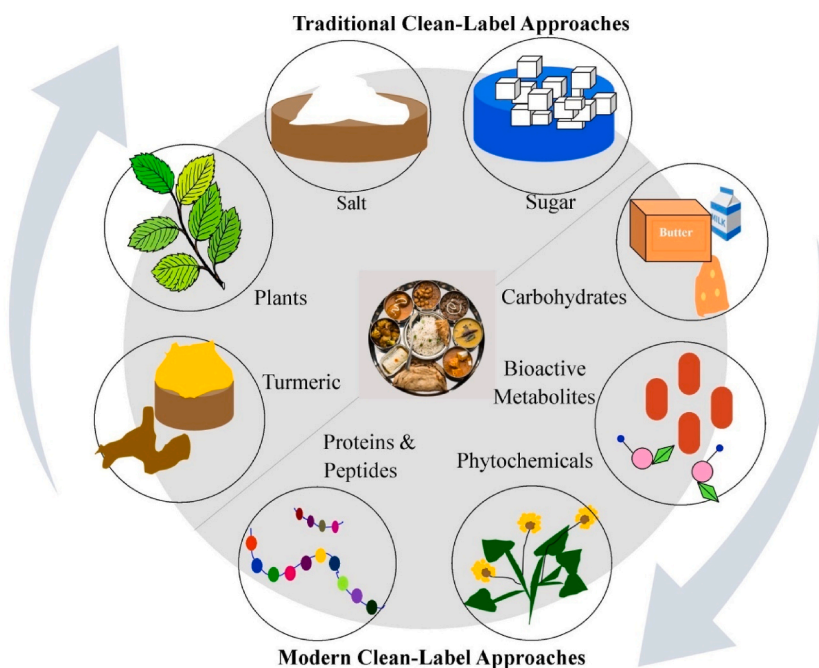 Traditional Clean-Label Approaches
Salt
Sugar
Butter
MILK
Plants
Carbohydrates
Turmeric
Bioactive
Metabolites
Proteins &
Peptides
Phytochemicals
Modern Clean-Label Approaches